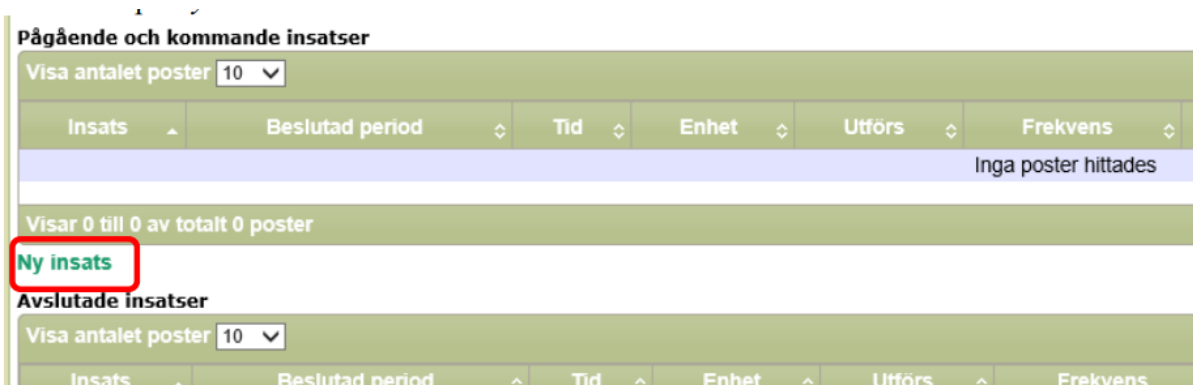 Pågående och kommande insatser
Visa antalet poster 10
Insats Beslutad period Tid Enhet Utförs Frekvens
Inga poster hittades
Visar 0 till 0 av totalt 0 poster
Ny insats
Avslutade insatser
Visa antalet poster 10
Insats Beslutad period Tid Enhet Utförs Frekvens